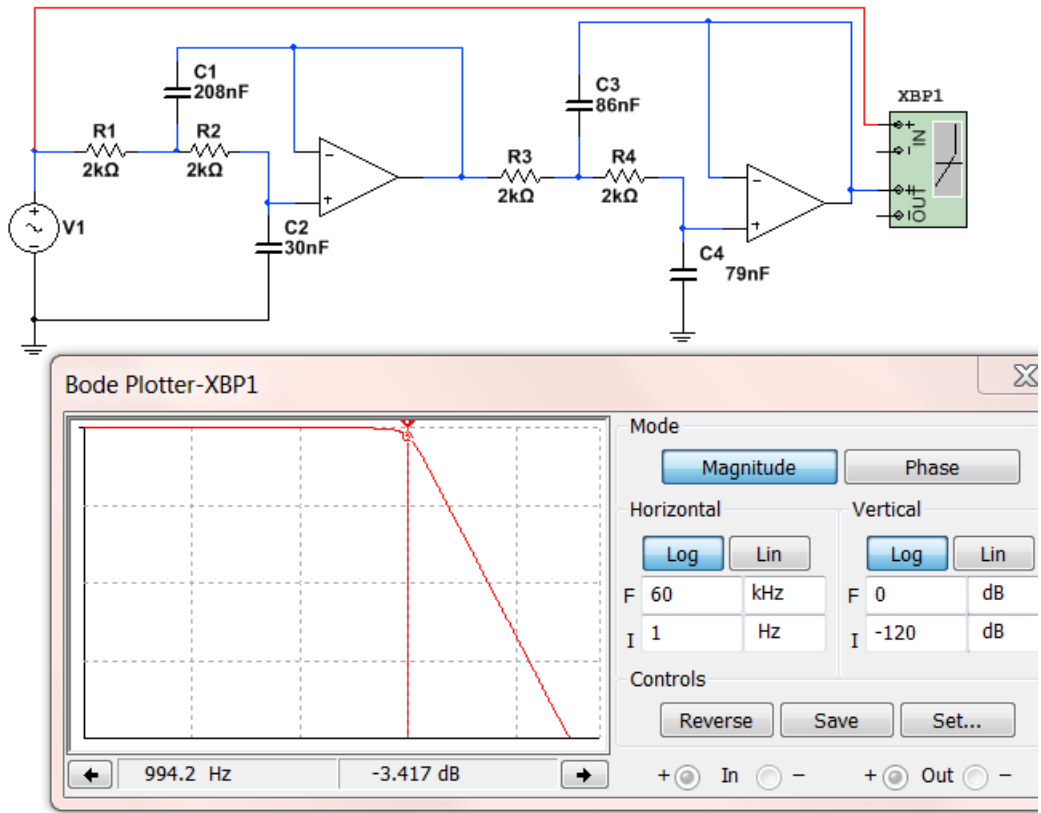 C1
208nF
C3
86nF
XBP1
+
IN
-
+
OUT
-
R1
2kΩ
R2
2kΩ
-
+
R3
2kΩ
R4
2kΩ
-
+
+
-
V1
C2
30nF
C4
79nF
Bode Plotter-XBP1
X
Mode
Magnitude
Phase
Horizontal
Vertical
Log
Lin
Log
Lin
F 60 kHz
F 0 dB
I 1 Hz
I -120 dB
Controls
Reverse
Save
Set...
994.2 Hz
-3.417 dB
+ In -
+ Out -